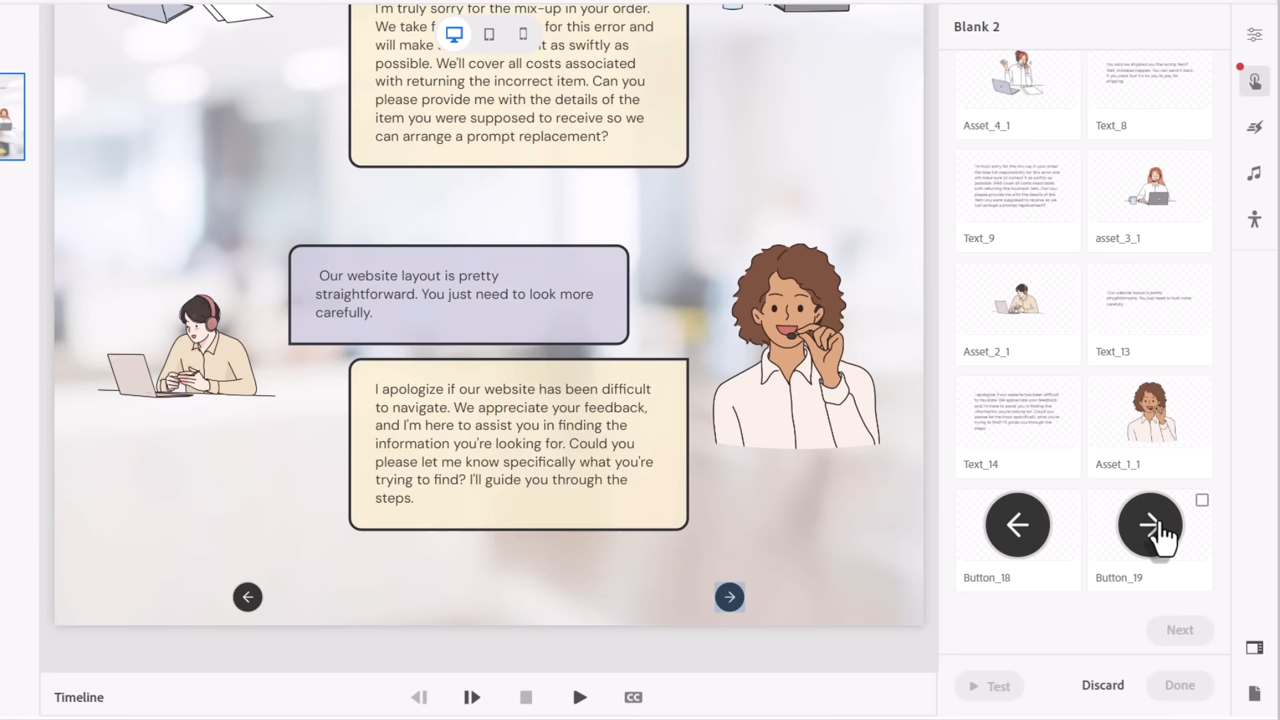 I'm truly sorry for the mix-up in your order.
We take f for this error and
will make t as swiftly as
possible. We'll cover all costs associated
with returning the incorrect item. Can you
please provide me with the details of the
item you were supposed to receive so we
can arrange a prompt replacement?
Our website layout is pretty
straightforward. You just need to look more
carefully.
I apologize if our website has been difficult
to navigate. We appreciate your feedback,
and I'm here to assist you in finding the
information you're looking for. Could you
please let me know specifically what you're
trying to find? I'll guide you through the
steps.
Timeline
CC
Blank 2
Asset_4_1
Text_8
Text_9
asset_3_1
Asset_2_1
Text_13
Text_14
Asset_1_1
Button_18
Button_19
Next
Test
Discard
Done